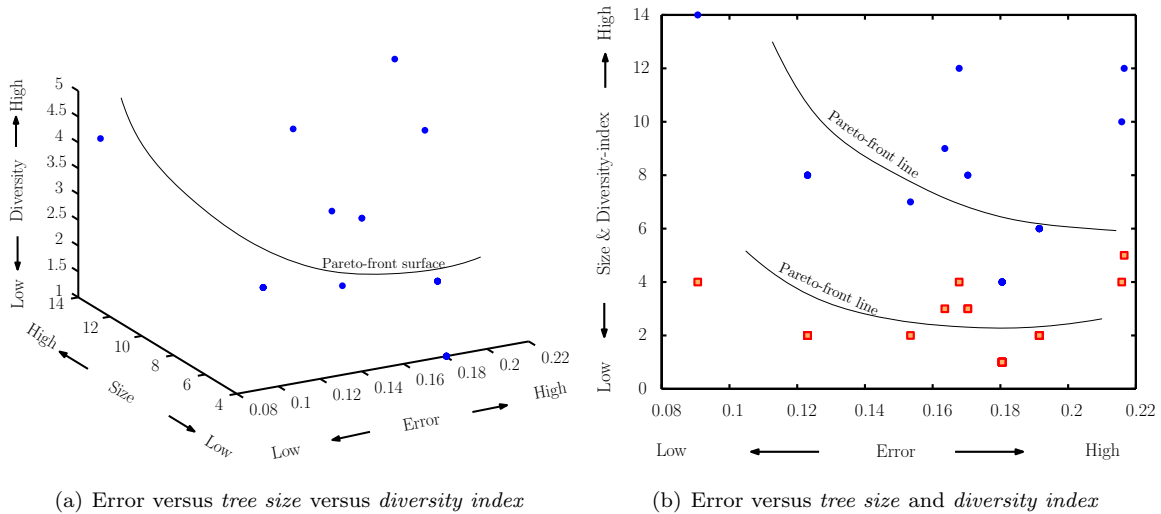 5
4.5
4
3.5
3
2.5
2
1.5
1
High
Diversity
Low
14
12
10
8
6
4
High
Size
Low
0.08
0.1
0.12
0.14
0.16
0.18
0.2
0.22
Low
Error
High
Pareto-front surface
(a) Error versus tree size versus diversity index
14
12
10
8
6
4
2
0
High
Size & Diversity-index
Low
Pareto-front line
Pareto-front line
0.08
0.1
0.12
0.14
0.16
0.18
0.2
0.22
Low
Error
High
(b) Error versus tree size and diversity index